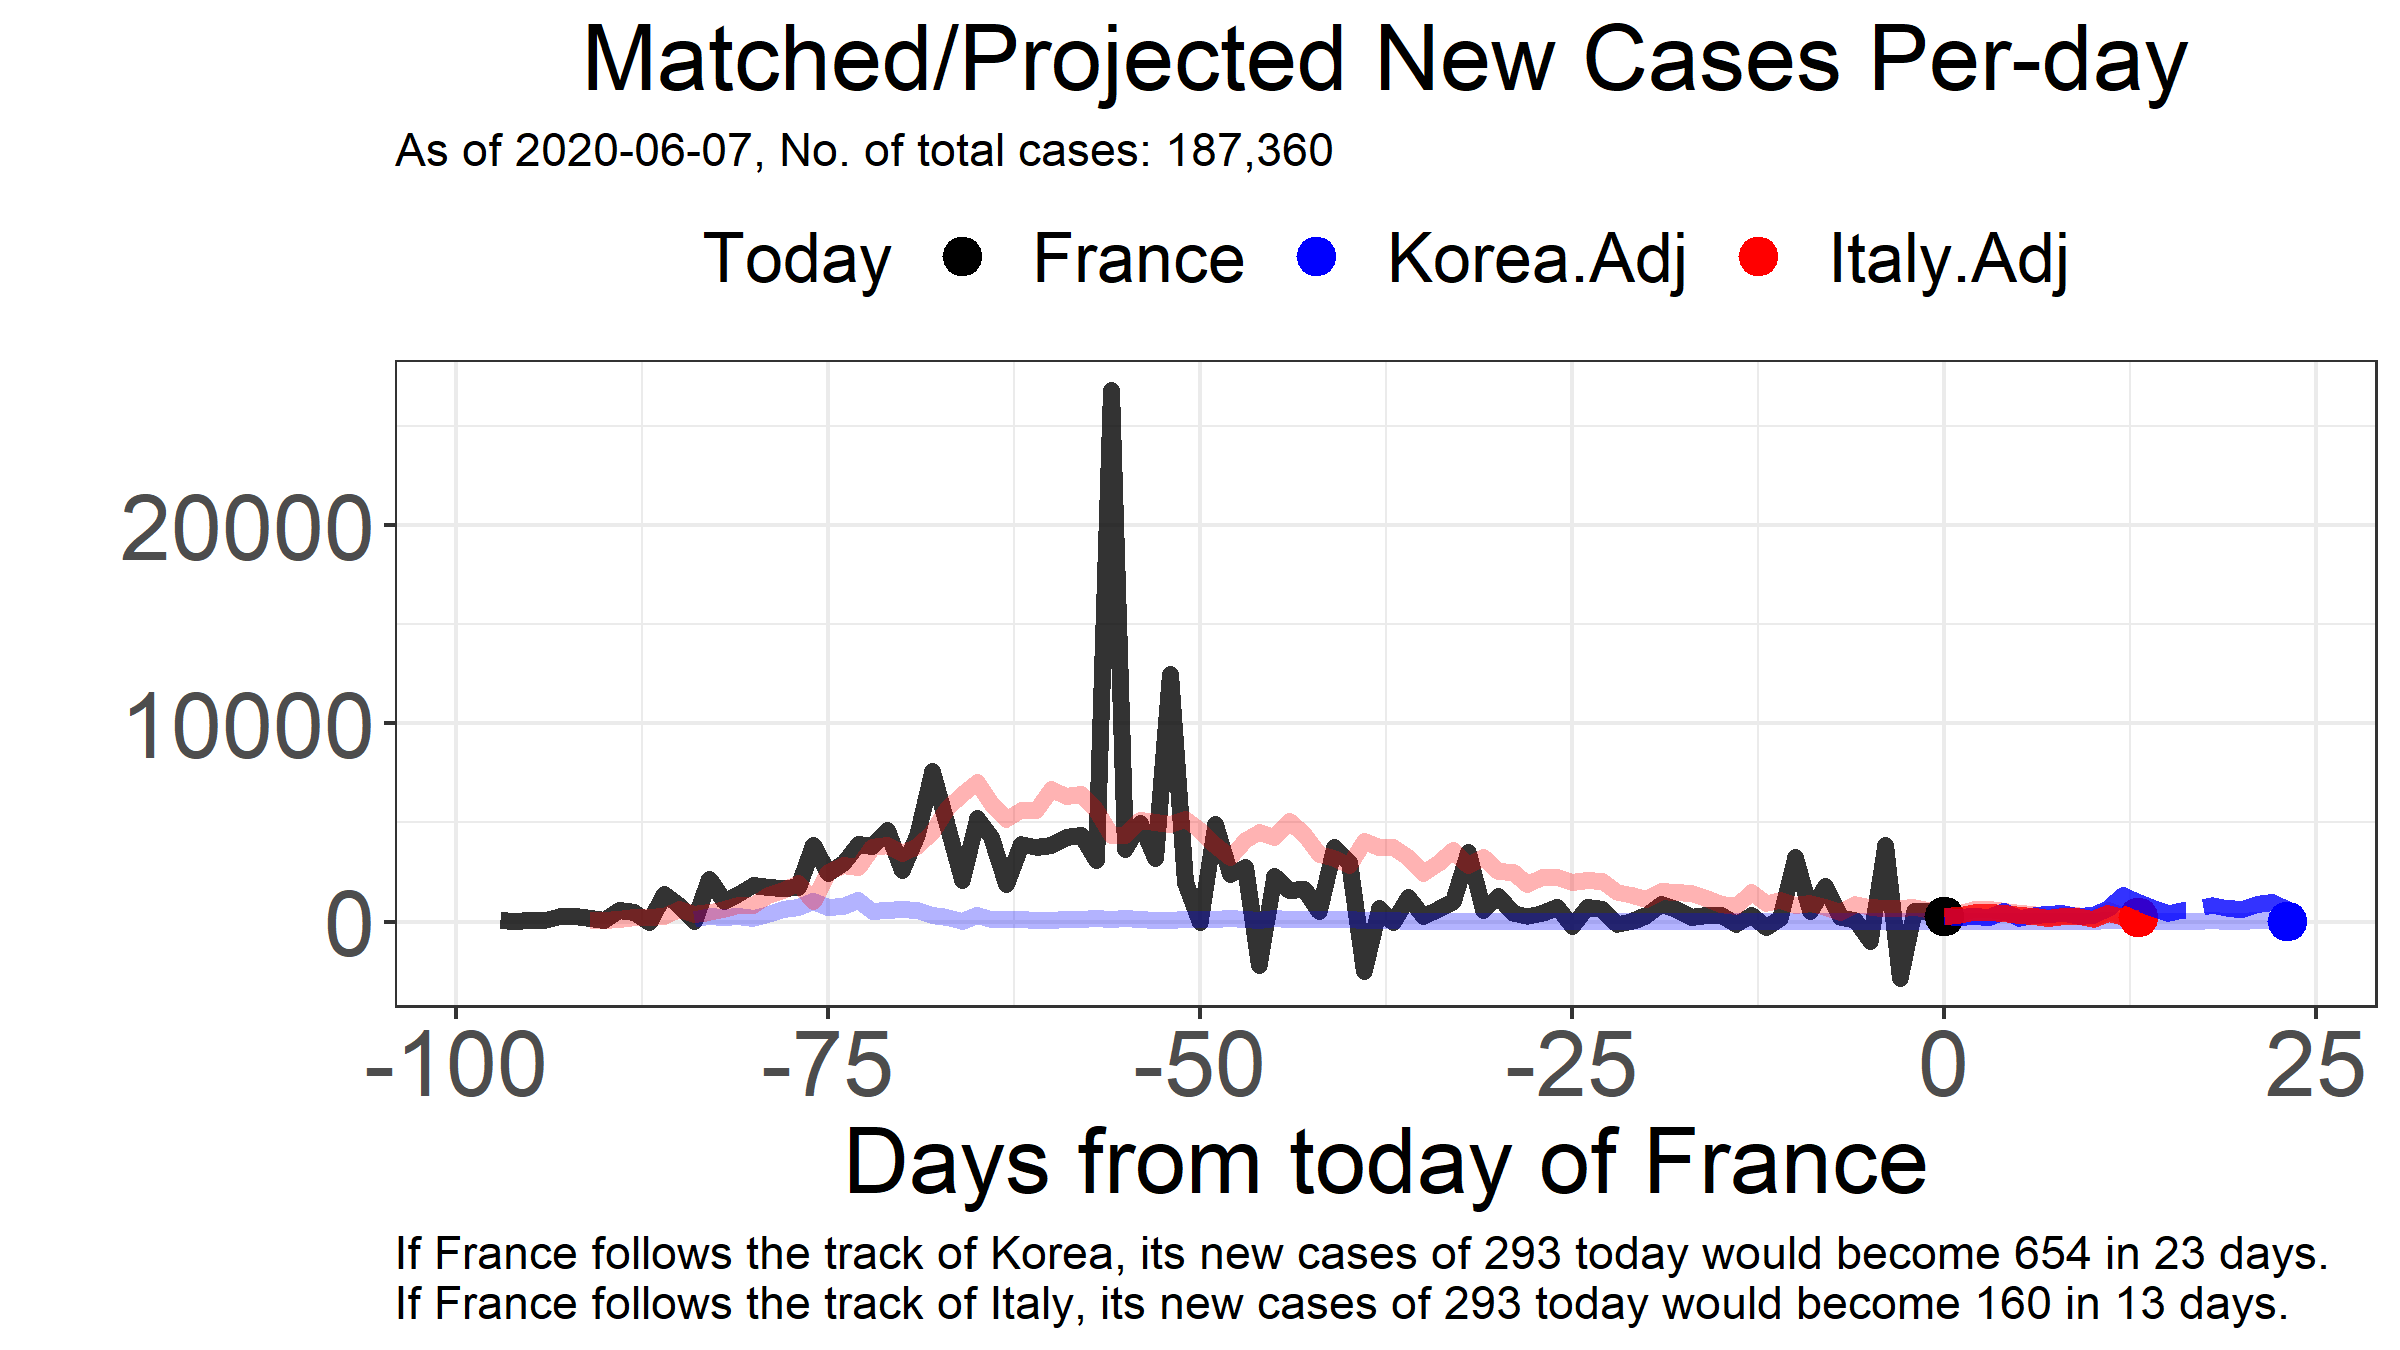 Matched/Projected New Cases Per-day
As of 2020-06-07, No. of total cases: 187,360
Today France Korea.Adj Italy.Adj
20000
10000
0
-100 -75 -50 -25 0 25
Days from today of France
If France follows the track of Korea, its new cases of 293 today would become 654 in 23 days.
If France follows the track of Italy, its new cases of 293 today would become 160 in 13 days.